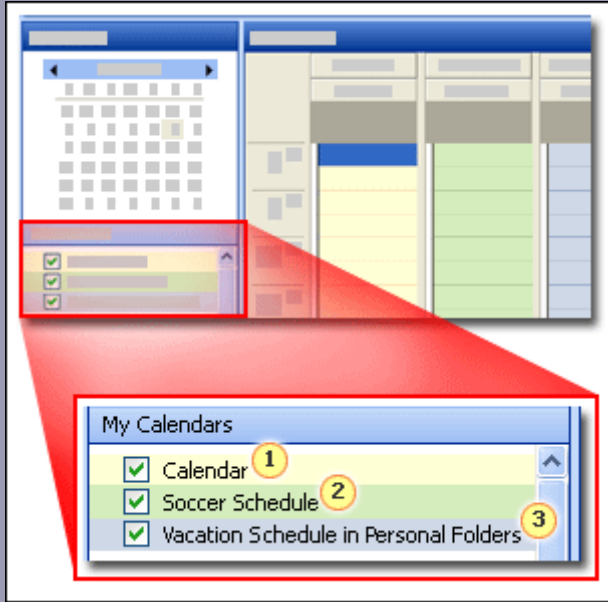 My Calendars
Calendar 1
Soccer Schedule 2
Vacation Schedule in Personal Folders 3